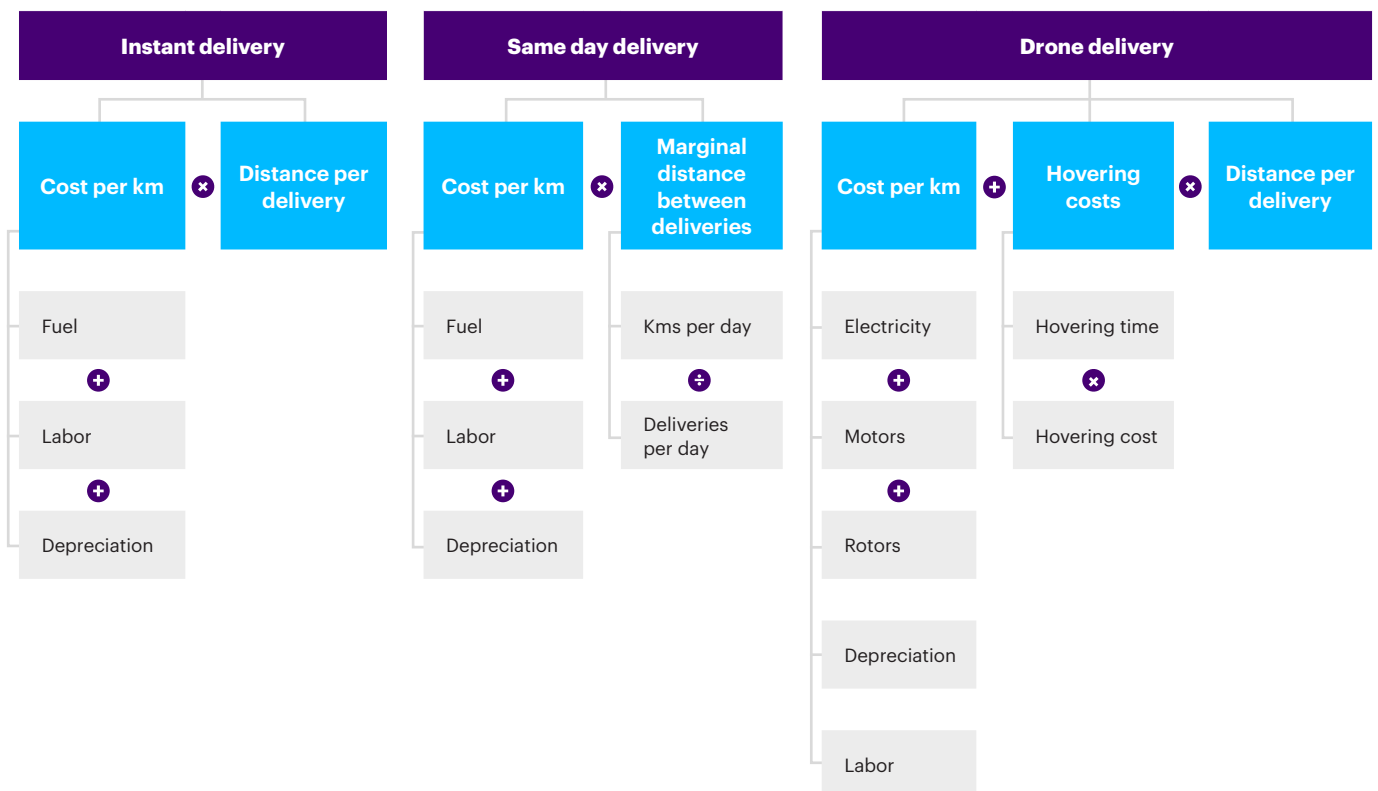 Instant delivery
Cost per km
×
Distance per
delivery
Fuel
+
Labor
+
Depreciation
Same day delivery
Cost per km
×
Marginal
distance
between
deliveries
Fuel
+
Labor
+
Depreciation
Kms per day
÷
Deliveries
per day
Drone delivery
Cost per km
+
Hovering
costs
×
Distance per
delivery
Electricity
+
Motors
+
Rotors
Depreciation
Labor
Hovering time
×
Hovering cost